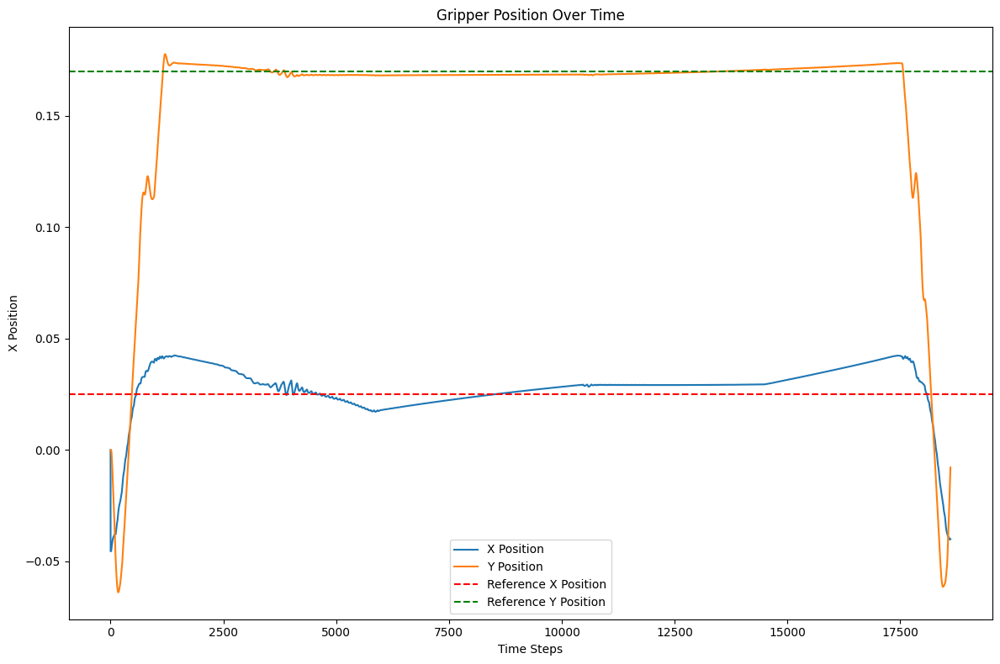 Gripper Position Over Time
0.15
0.10
0.05
0.00
−0.05
X Position
X Position
Y Position
Reference X Position
Reference Y Position
0
2500
5000
7500
10000
12500
15000
17500
Time Steps